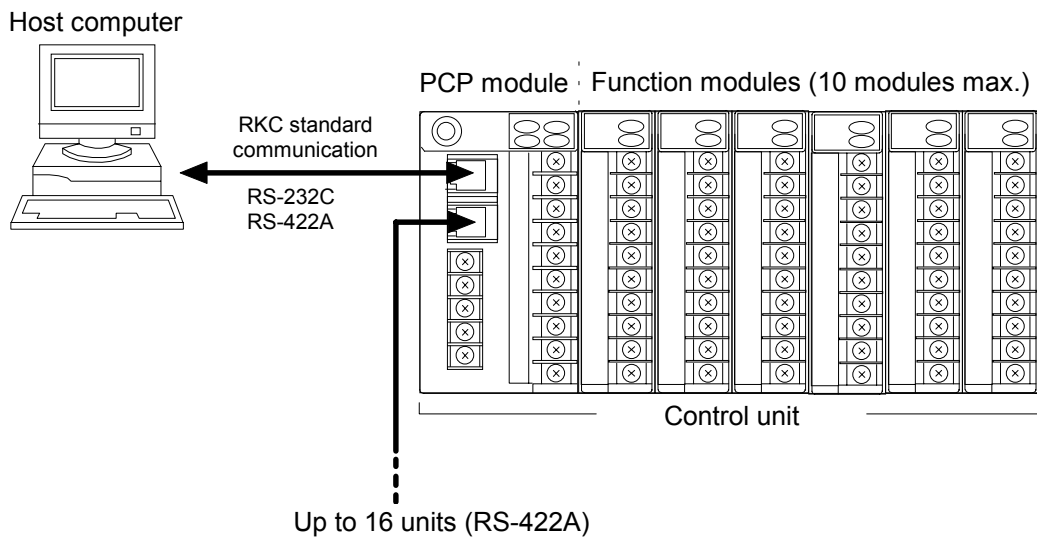 Host computer
PCP module
Function modules (10 modules max.)
RKC standard
communication
RS-232C
RS-422A
Control unit
Up to 16 units (RS-422A)